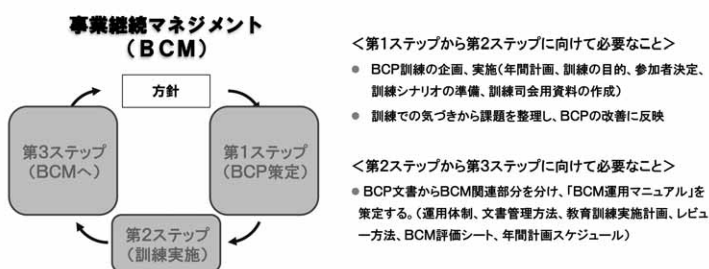 事業継続マネジメント
（ＢＣＭ）
方針
第1ステップ
（BCP策定）
第2ステップ
（訓練実施）
第3ステップ
（BCMへ）
＜第1ステップから第2ステップに向けて必要なこと＞
● BCP訓練の企画、実施（年間計画、訓練の目的、参加者決定、
訓練シナリオの準備、訓練司会用資料の作成）
● 訓練での気づきから課題を整理し、BCPの改善に反映
＜第2ステップから第3ステップに向けて必要なこと＞
● BCP文書からBCM関連部分を分け、「BCM運用マニュアル」を
策定する。（運用体制、文書管理方法、教育訓練実施計画、レビュ
ー方法、BCM評価シート、年間計画スケジュール）